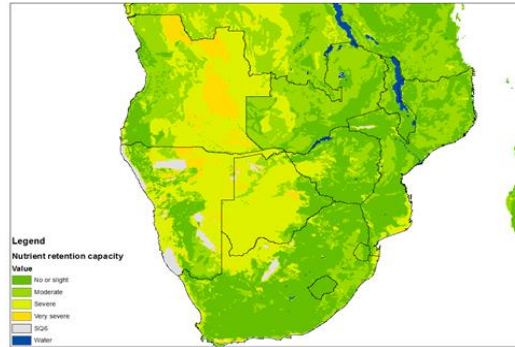 Legend
Nutrient retention capacity
Value
No or slight
Moderate
Severe
Very severe
SQ6
Water